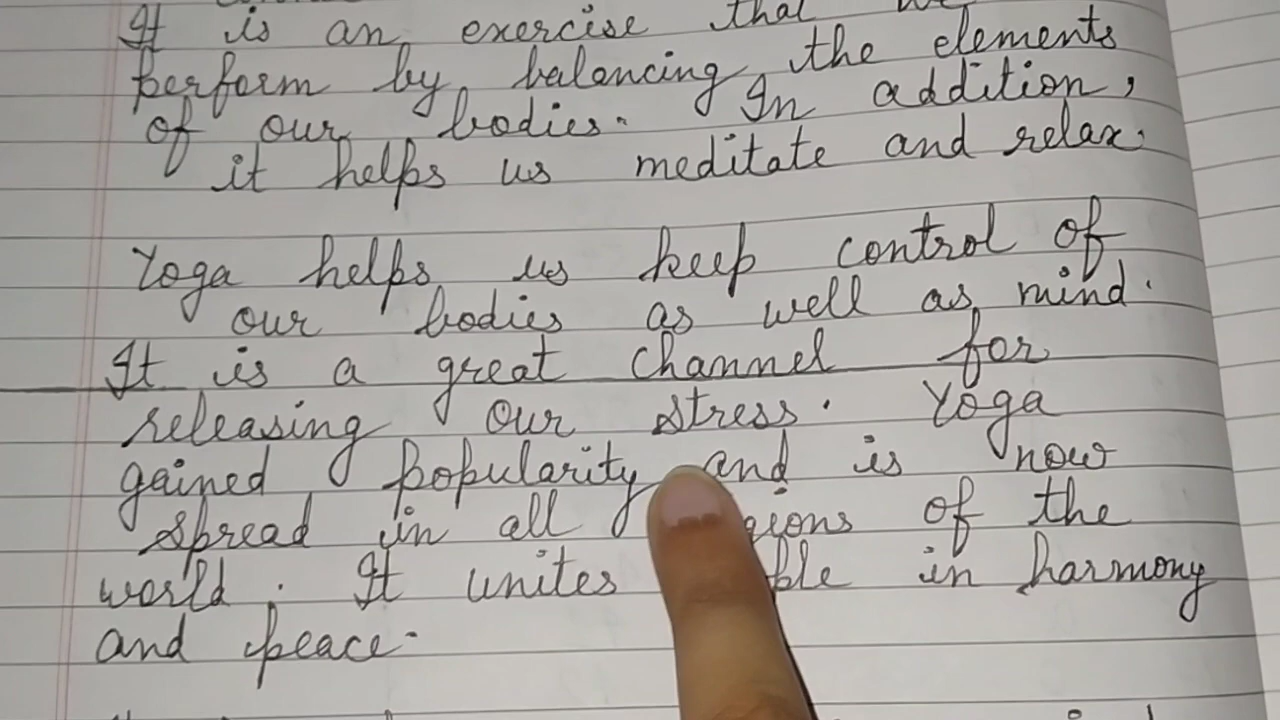 It is an exercise that we
perform by balancing the elements
of our bodies. In addition,
it helps us meditate and relax.
Yoga helps us keep control of
our bodies as well as mind.
It is a great channel for
releasing our stress. Yoga
gained popularity and is now
spread in all of the
world. It unites in harmony
and peace.